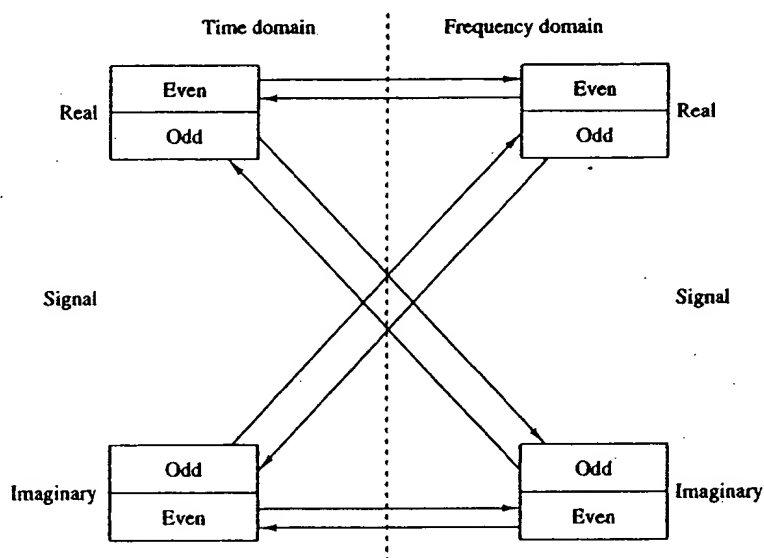 Time domain
Frequency domain
Even
Even
Real
Real
Odd
Odd
Signal
Signal
Odd
Odd
Imaginary
Imaginary
Even
Even